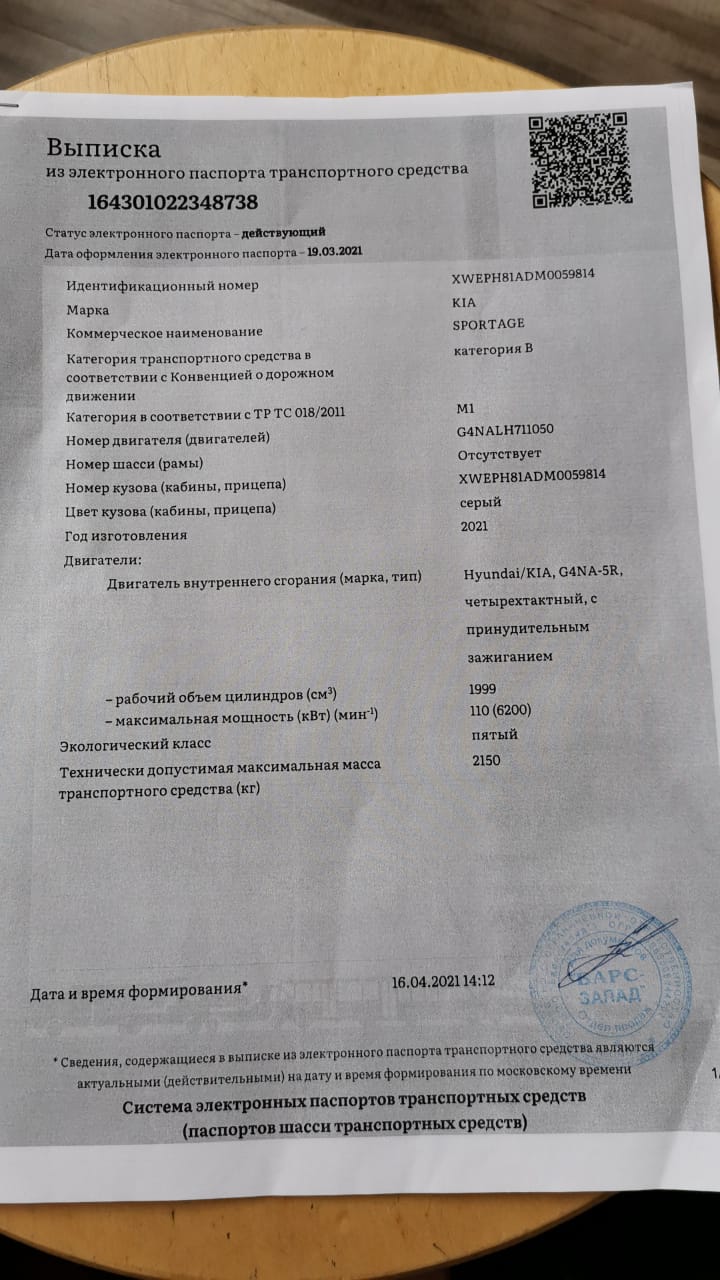 Выписка
из электронного паспорта транспортного средства
164301022348738
Статус электронного паспорта – действующий
Дата оформления электронного паспорта – 19.03.2021
Идентификационный номер XWEPH81ADM0059814
Марка KIA
Коммерческое наименование SPORTAGE
Категория транспортного средства в категория B
соответствии с Конвенцией о дорожном
движении
Категория в соответствии с ТР ТС 018/2011 M1
Номер двигателя (двигателей) G4NALH711050
Номер шасси (рамы) Отсутствует
Номер кузова (кабины, прицепа) XWEPH81ADM0059814
Цвет кузова (кабины, прицепа) серый
Год изготовления 2021
Двигатели:
Двигатель внутреннего сгорания (марка, тип) Hyundai/KIA, G4NA-5R,
четырехтактный, с
принудительным
зажиганием
– рабочий объем цилиндров (см³) 1999
– максимальная мощность (кВт) (мин⁻¹) 110 (6200)
Экологический класс пятый
Технически допустимая максимальная масса 2150
транспортного средства (кг)
БАРС-
ЗАПАД
Отдел продаж
Дата и время формирования* 16.04.2021 14:12
* Сведения, содержащиеся в выписке из электронного паспорта транспортного средства являются
актуальными (действительными) на дату и время формирования по московскому времени
1/
Система электронных паспортов транспортных средств
(паспортов шасси транспортных средств)